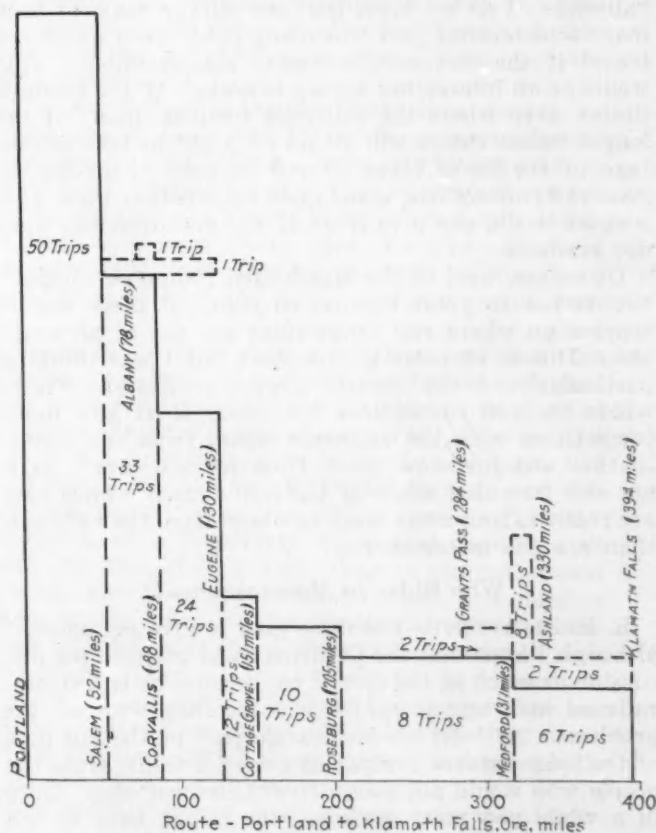 50 Trips
1 Trip
1 Trip
ALBANY (78 miles)
33
Trips
EUGENE (130 miles)
GRANTS PASS (284 miles)
8 Trips
ASHLAND (330 miles)
KLAMATH FALLS (394 miles)
24
Trips
PORTLAND
SALEM (52 miles)
CORVALLIS (88 miles)
12 Trips
COTTAGE GROVE (151 miles)
10
Trips
ROSEBURG (205 miles)
2 Trips
8 Trips
MEDFORD (317 miles)
7 Trips
6 Trips
0 100 200 300 400
Route - Portland to Klamath Falls, Ore., miles